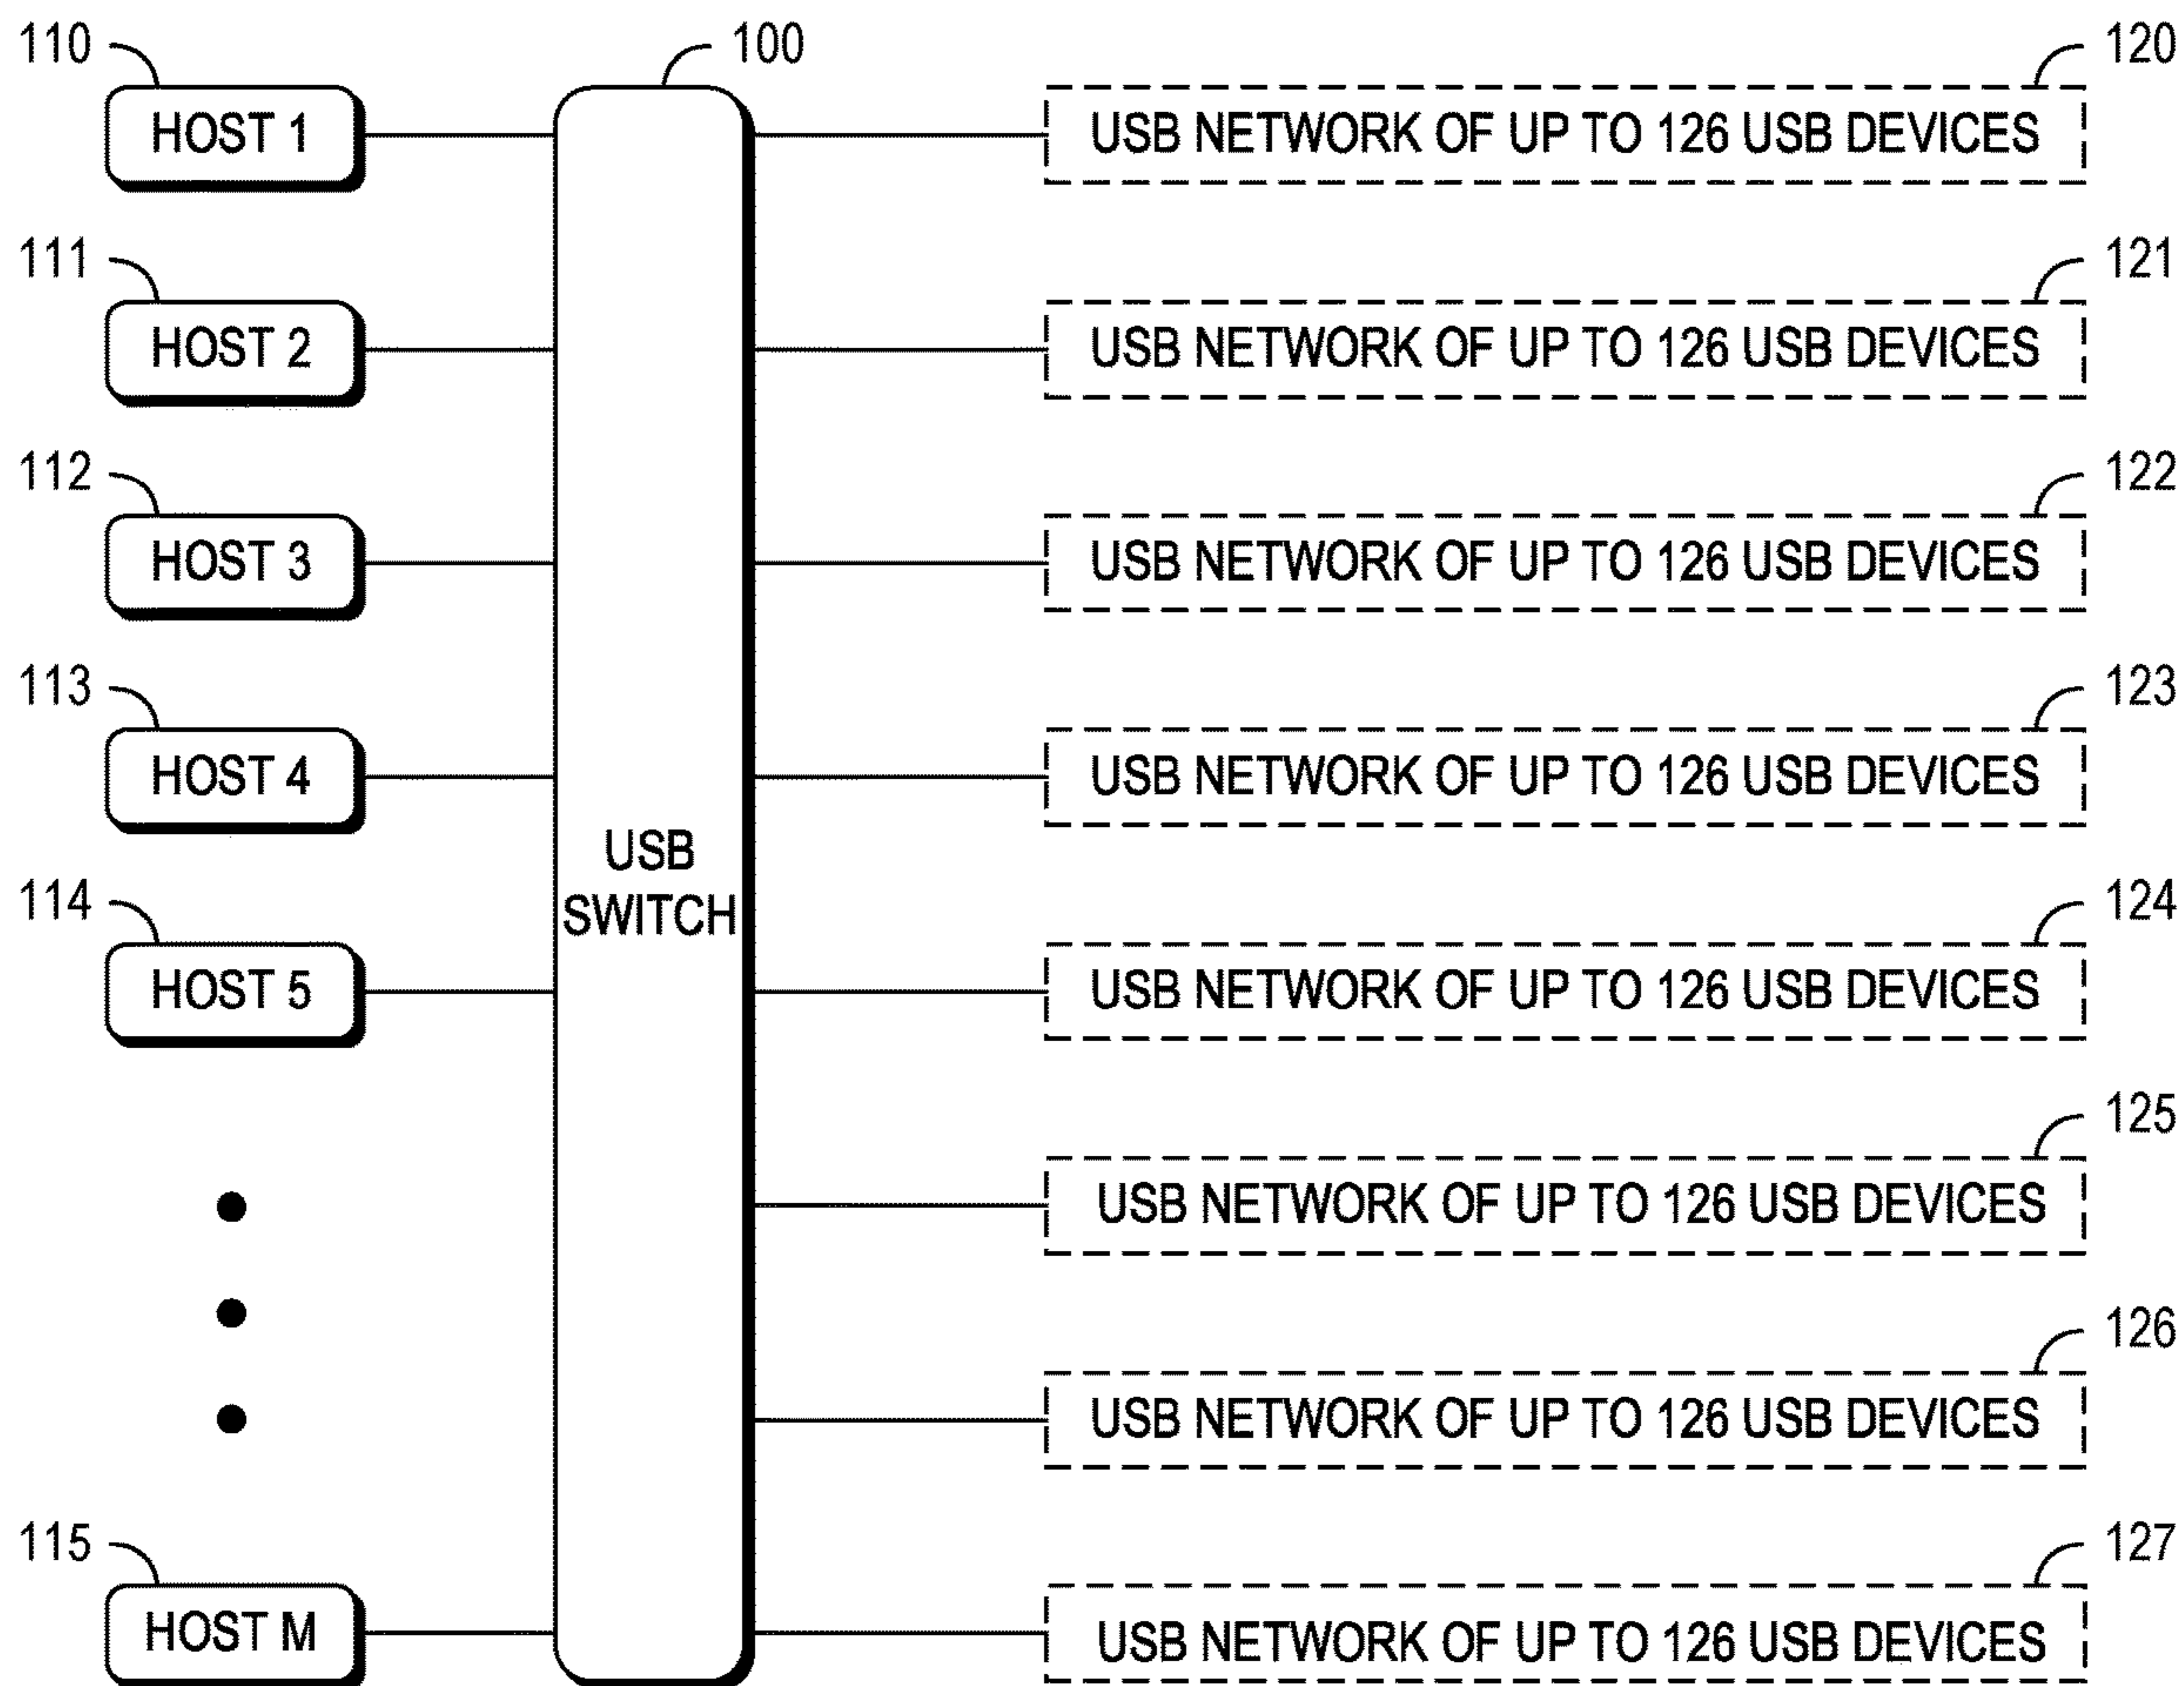 110
100
120
HOST 1
USB NETWORK OF UP TO 126 USB DEVICES
111
121
HOST 2
USB NETWORK OF UP TO 126 USB DEVICES
112
122
HOST 3
USB NETWORK OF UP TO 126 USB DEVICES
113
123
HOST 4
USB NETWORK OF UP TO 126 USB DEVICES
USB
SWITCH
114
124
HOST 5
USB NETWORK OF UP TO 126 USB DEVICES
125
USB NETWORK OF UP TO 126 USB DEVICES
126
USB NETWORK OF UP TO 126 USB DEVICES
115
127
HOST M
USB NETWORK OF UP TO 126 USB DEVICES